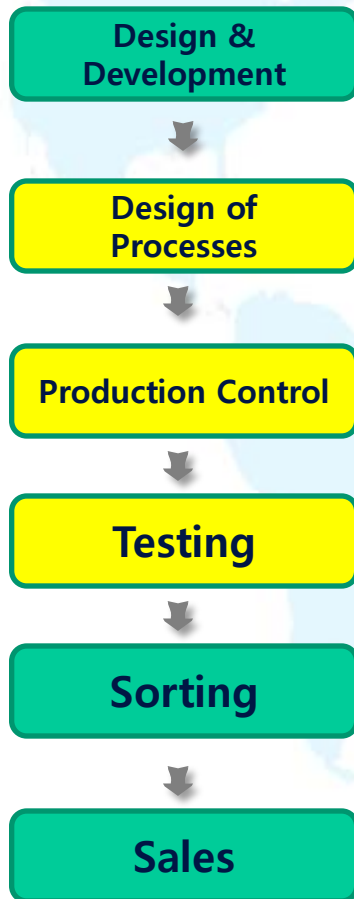 Design &
Development
Design of
Processes
Production Control
Testing
Sorting
Sales